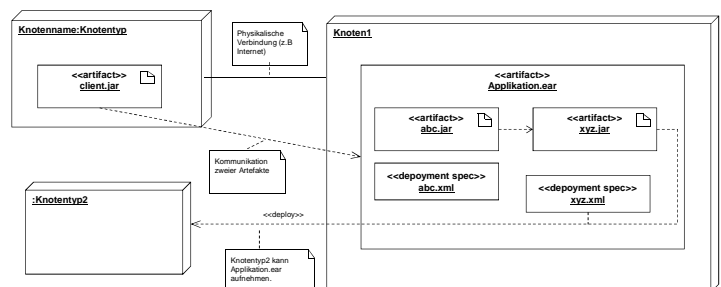 Knotenname:Knotentyp
<<artifact>>
client.jar
Physikalische
Verbindung (z.B
Internet)
Knoten1
<<artifact>>
Applikation.ear
<<artifact>>
abc.jar
<<artifact>>
xyz.jar
Kommunikation
zweier Artefakte
<<depoyment spec>>
abc.xml
<<depoyment spec>>
xyz.xml
:Knotentyp2
<<deploy>>
Knotentyp2 kann
Applikation.ear
aufnehmen.